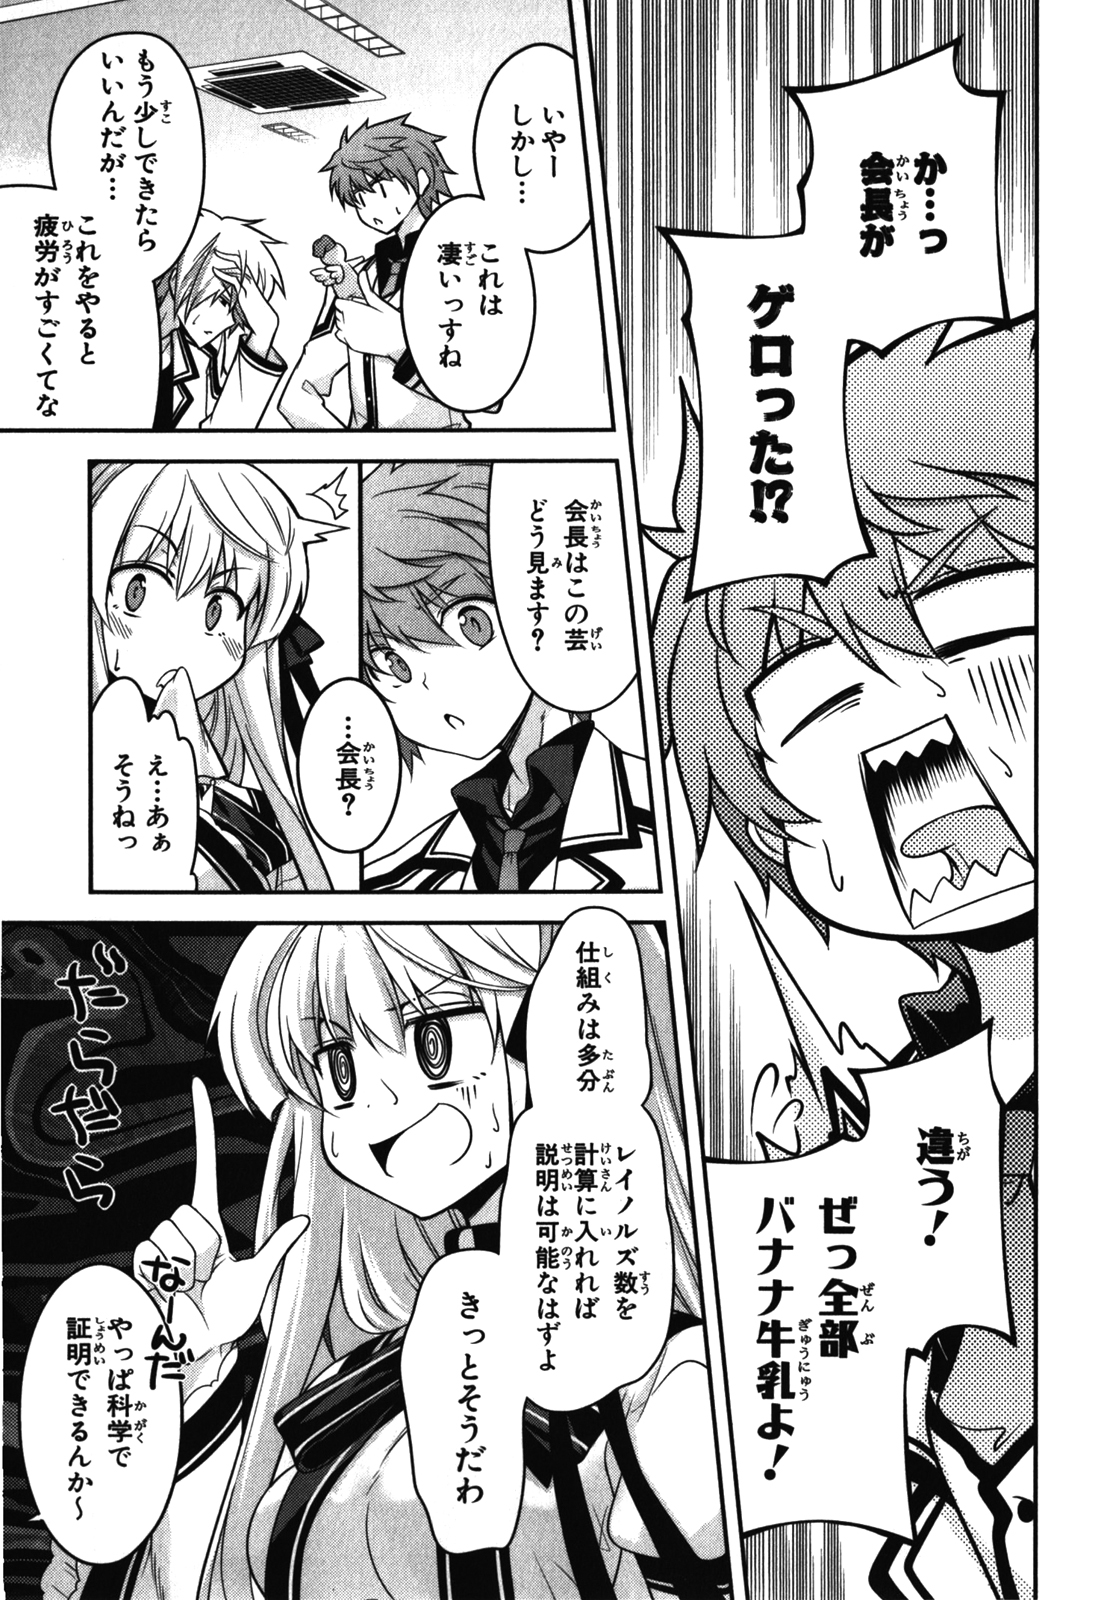 か…っ
会長が
ゲロった!?
違う!
ぜっ全部
バナナ牛乳よ!
いやー
しかし…
これは
凄いっすね
もう少しできたら
いいんだが…
これをやると
疲労がすごくてな
会長はこの芸
どう見ます?
…会長?
え…あぁ
そうねっ
仕組みは多分
レイノルズ数を
計算に入れれば
説明は可能なはずよ
きっとそうだわ
だらだら
なーんだ
やっぱ科学で
証明できるんか〜